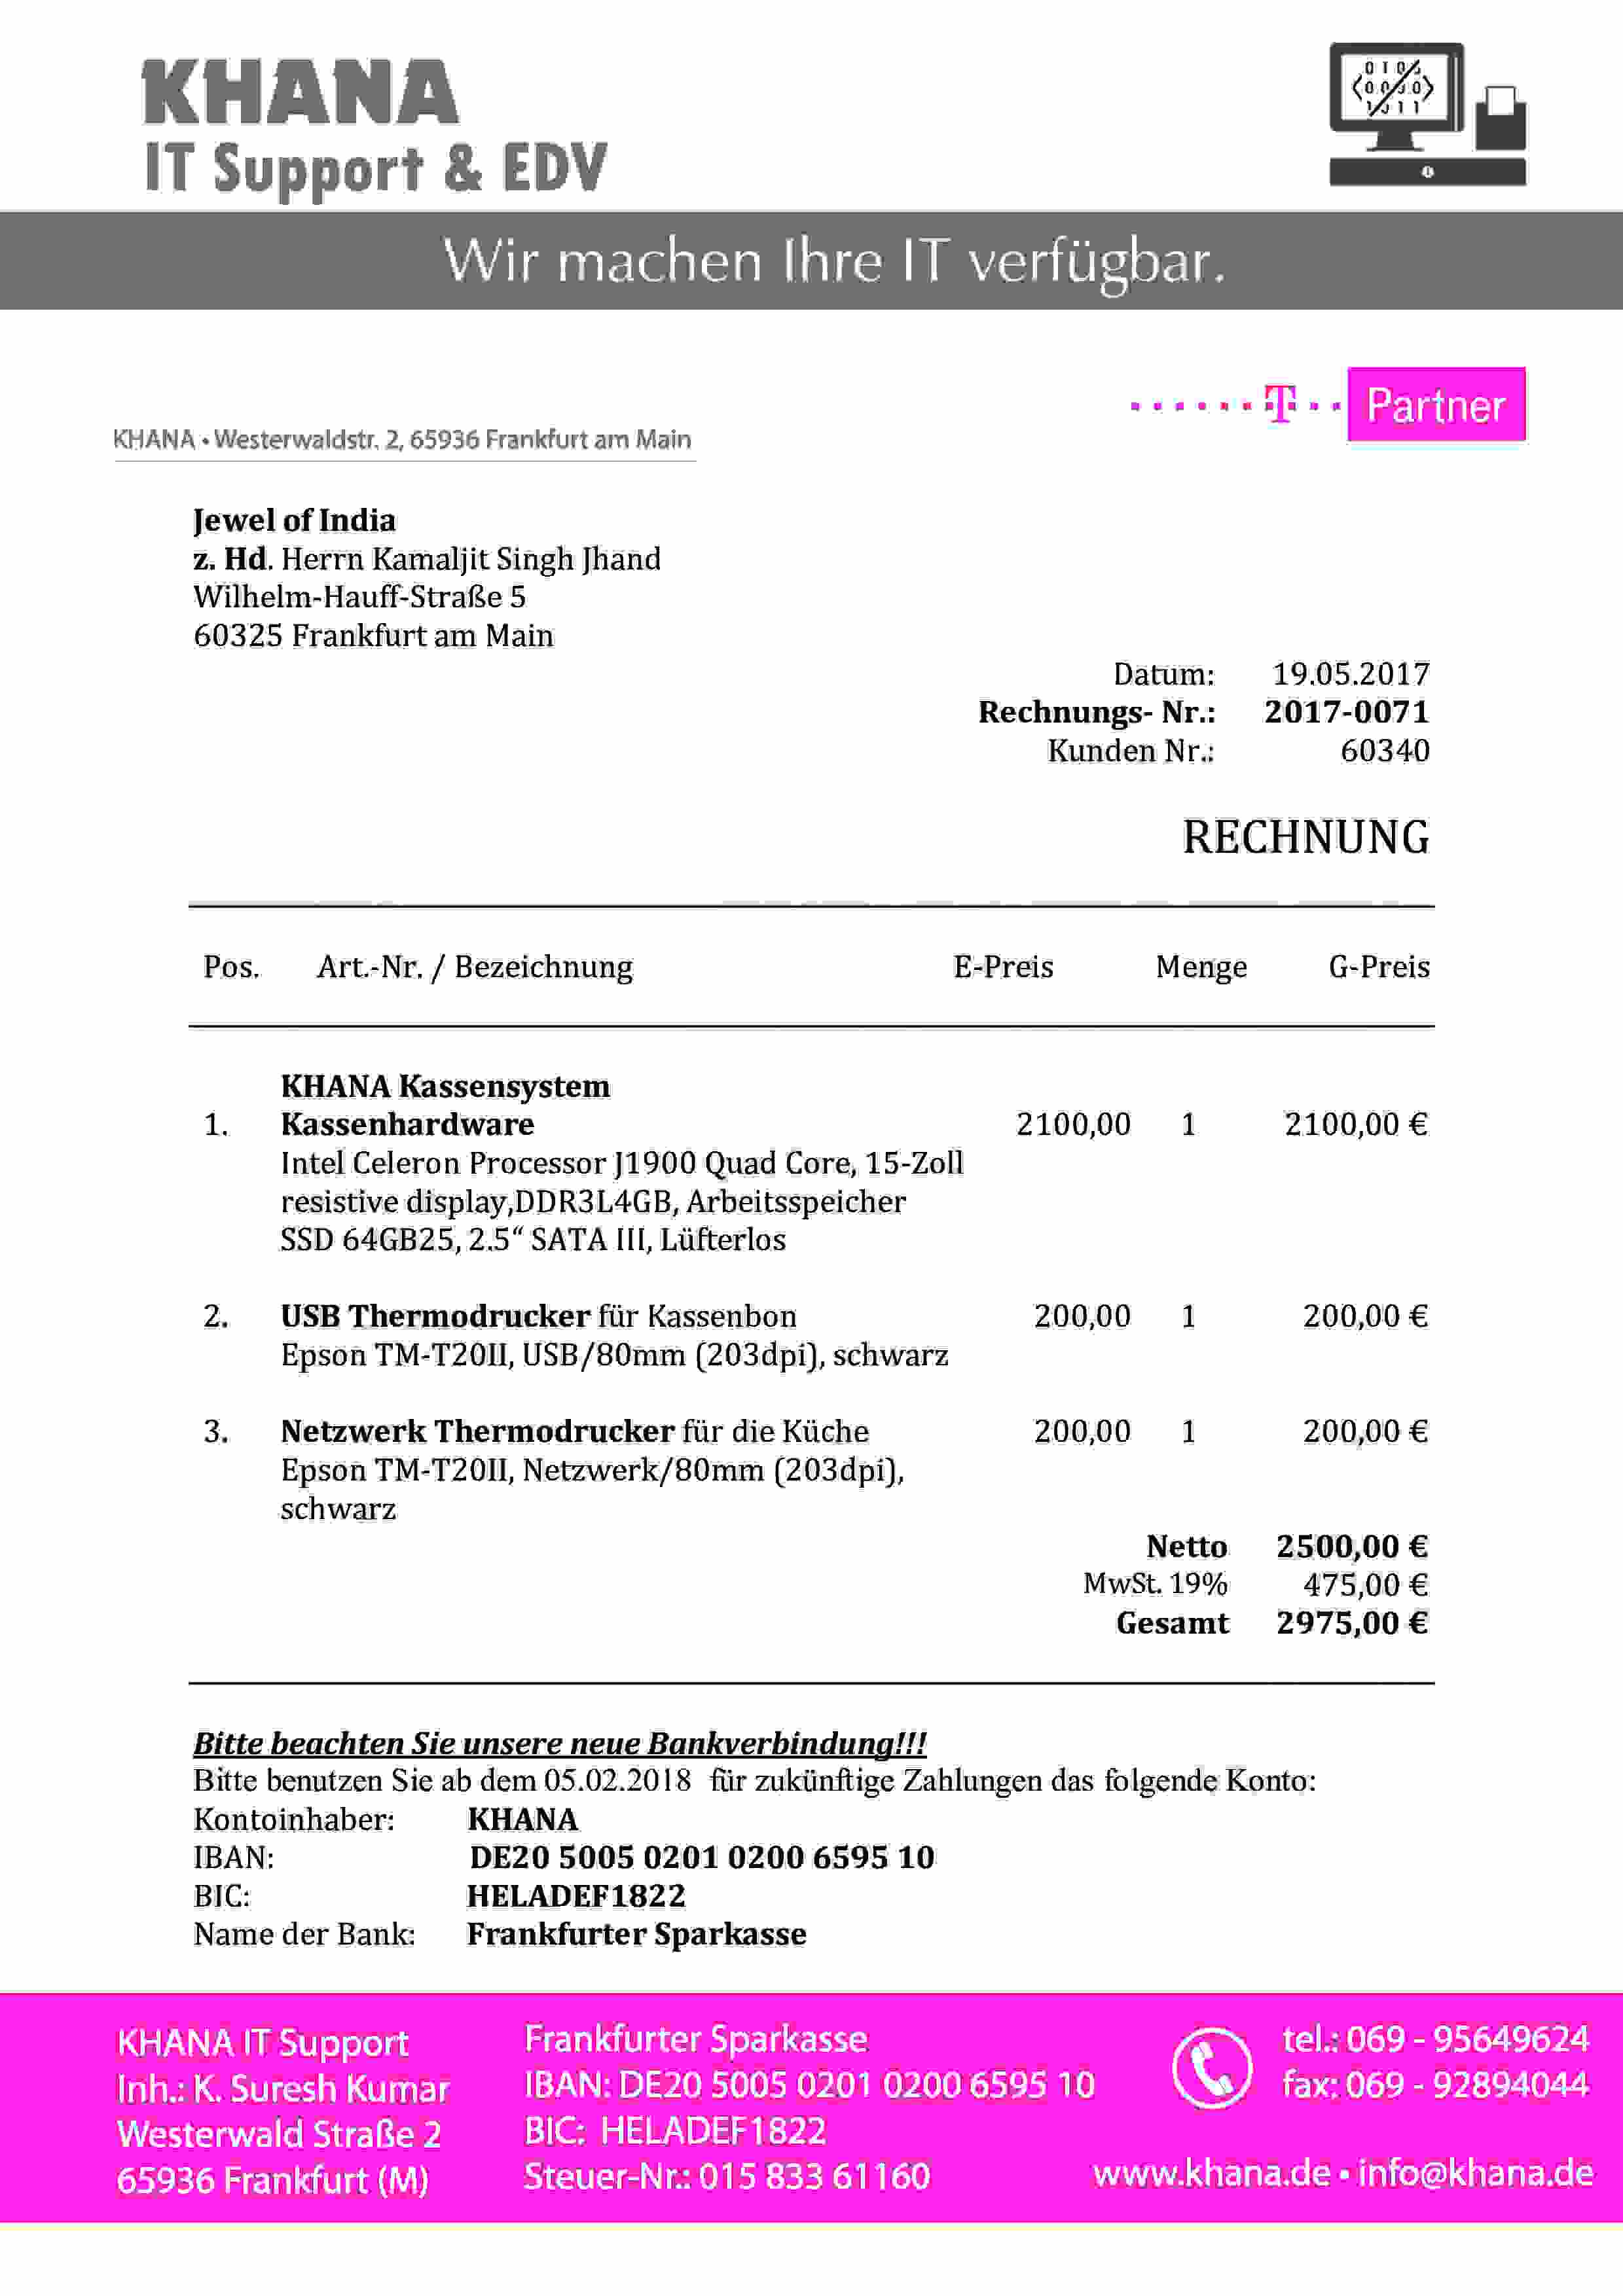 KHANA
IT Support & EDV
Wir machen Ihre IT verfügbar.
T Partner
KHANA • Westerwaldstr. 2, 65936 Frankfurt am Main
Jewel of India
z. Hd. Herrn Kamaljit Singh Jhand
Wilhelm-Hauff-Straße 5
60325 Frankfurt am Main
Datum: 19.05.2017
Rechnungs- Nr.: 2017-0071
Kunden Nr.: 60340
RECHNUNG
Pos. Art.-Nr. / Bezeichnung E-Preis Menge G-Preis
KHANA Kassensystem
1. Kassenhardware 2100,00 1 2100,00 €
Intel Celeron Processor J1900 Quad Core, 15-Zoll
resistive display,DDR3L4GB, Arbeitsspeicher
SSD 64GB25, 2.5“ SATA III, Lüfterlos
2. USB Thermodrucker für Kassenbon 200,00 1 200,00 €
Epson TM-T20II, USB/80mm (203dpi), schwarz
3. Netzwerk Thermodrucker für die Küche 200,00 1 200,00 €
Epson TM-T20II, Netzwerk/80mm (203dpi),
schwarz
Netto 2500,00 €
MwSt. 19% 475,00 €
Gesamt 2975,00 €
Bitte beachten Sie unsere neue Bankverbindung!!!
Bitte benutzen Sie ab dem 05.02.2018 für zukünftige Zahlungen das folgende Konto:
Kontoinhaber: KHANA
IBAN: DE20 5005 0201 0200 6595 10
BIC: HELADEF1822
Name der Bank: Frankfurter Sparkasse
KHANA IT Support
Inh.: K. Suresh Kumar
Westerwald Straße 2
65936 Frankfurt (M)
Frankfurter Sparkasse
IBAN: DE20 5005 0201 0200 6595 10
BIC: HELADEF1822
Steuer-Nr.: 015 833 61160
tel.: 069 - 95649624
fax: 069 - 92894044
www.khana.de • info@khana.de